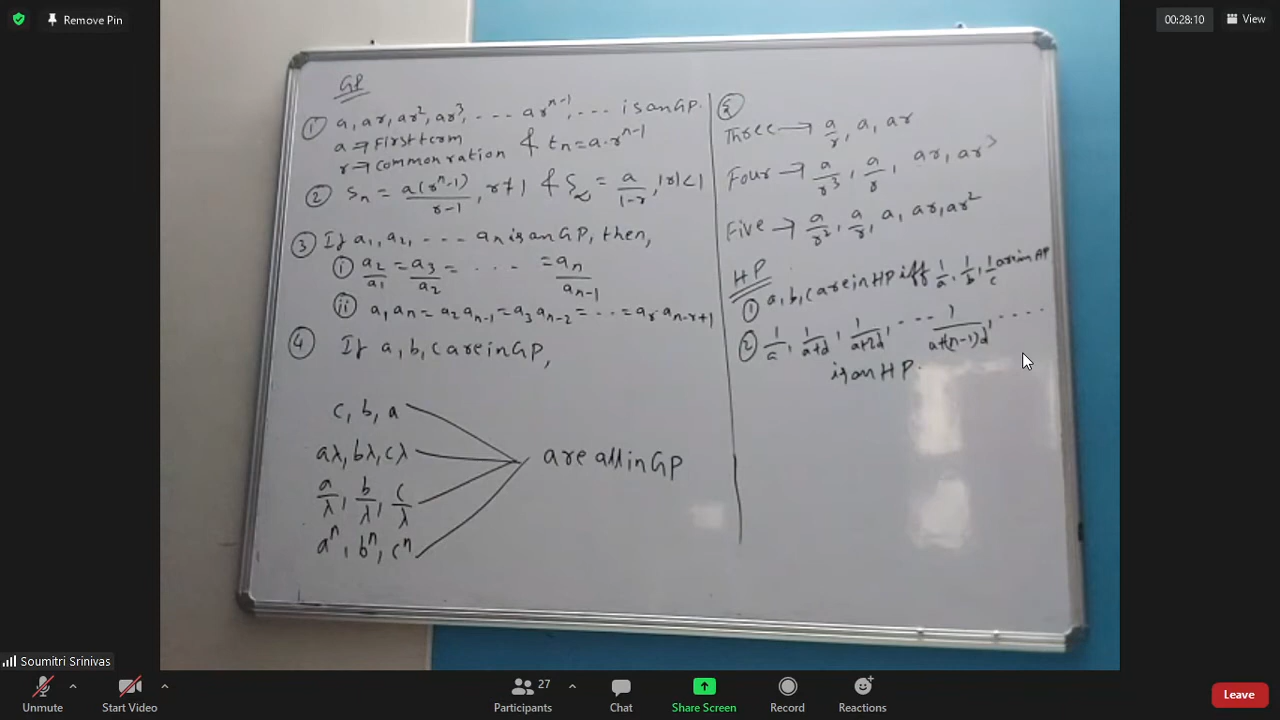 Remove Pin
00:28:10
View
GP
① a, ar, ar², ar³, ---- arⁿ⁻¹, --- is an GP.
a → First term
r → common ration & tₙ = a·rⁿ⁻¹
② Sₙ = a(rⁿ-1)/r-1, r≠1 & S∞ = a/1-r, |r|<1
③ If a₁, a₂, ---- aₙ is an GP, then,
ⓘ a₂/a₁ = a₃/a₂ = ---- = aₙ/aₙ₋₁
ⓘⓘ a₁aₙ = a₂aₙ₋₁ = a₃aₙ₋₂ = --- = aᵣ aₙ₋ᵣ₊₁
④ If a, b, c are in GP,
c, b, a
aλ, bλ, cλ
a/λ, b/λ, c/λ
aⁿ, bⁿ, cⁿ
are all in GP
Three → a/r, a, ar
Four → a/r³, a/r, ar, ar³
Five → a/r², a/r, a, ar, ar²
HP
① a, b, c are in HP iff 1/a, 1/b, 1/c are in AP
② 1/a, 1/a+d, 1/a+2d, ---- 1/a+(n-1)d, ----
is an HP.
Soumitri Srinivas
Unmute
Start Video
27
Participants
Chat
Share Screen
Record
Reactions
Leave